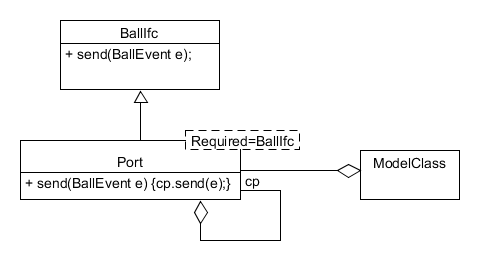 BallIfc
+ send(BallEvent e);
Required=BallIfc
Port
ModelClass
+ send(BallEvent e) {cp.send(e);}
cp